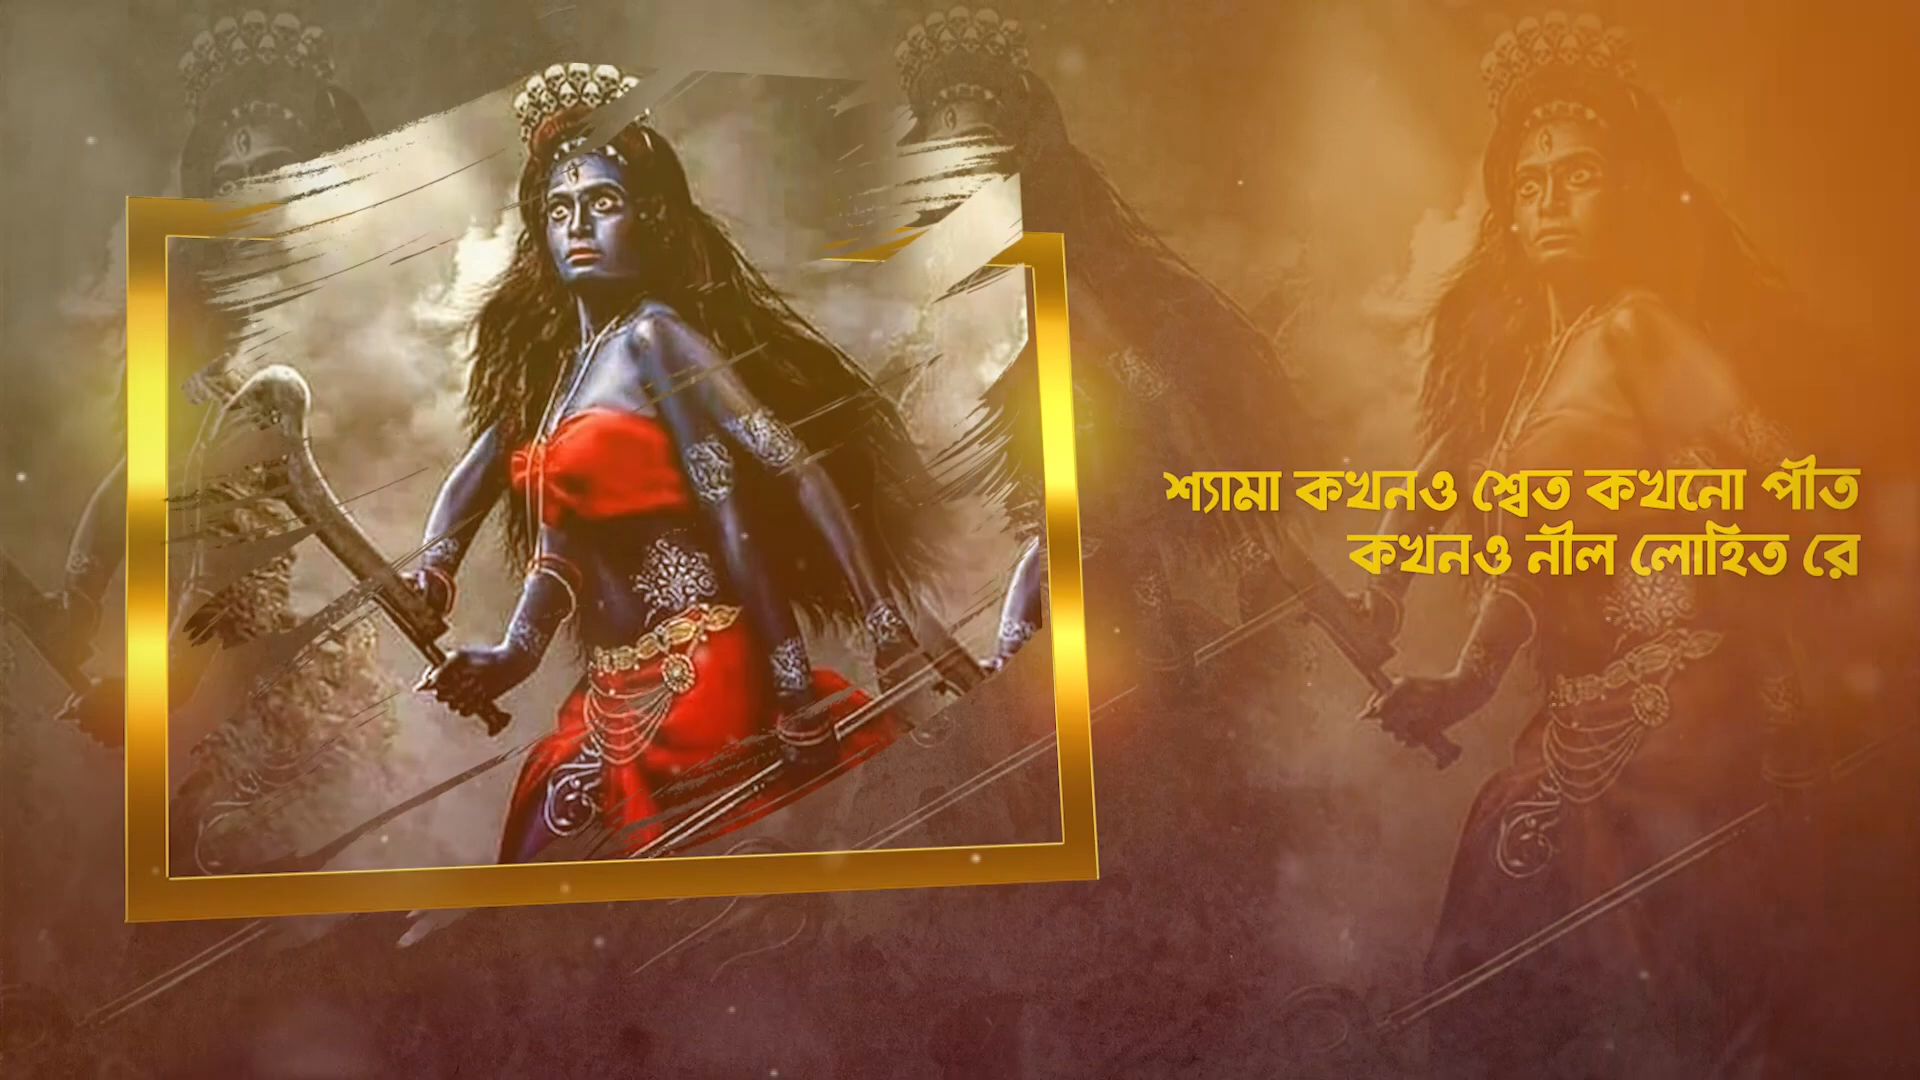 শ্যামা কখনও শ্বেত কখনো পীত
কখনও নীল লোহিত রে